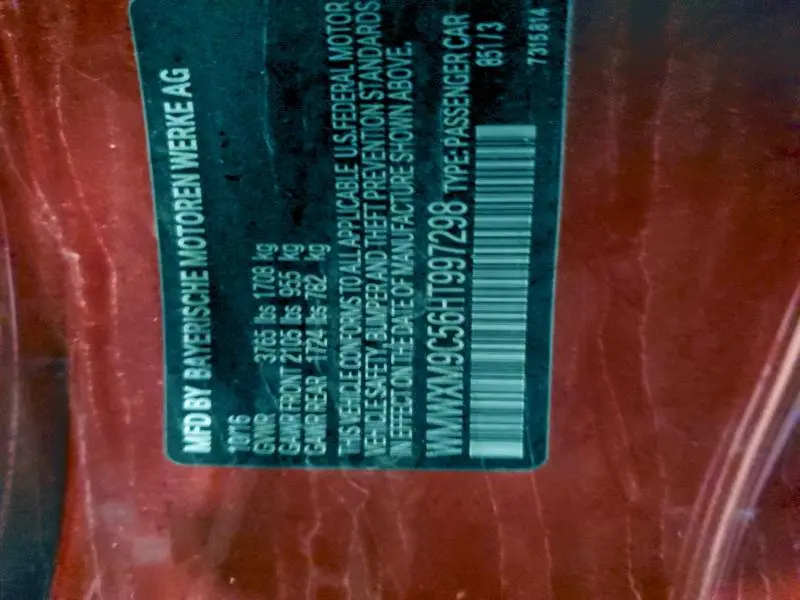 MFD BY BAYERISCHE MOTOREN WERKE AG
10/16
GVWR 3765 lbs 1708 kg
GAWR FRONT 2105 lbs 955 kg
GAWR REAR 1724 lbs 782 kg
THIS VEHICLE CONFORMS TO ALL APPLICABLE U.S.FEDERAL MOTOR
VEHICLE SAFETY, BUMPER AND THEFT PREVENTION STANDARDS
IN EFFECT ON THE DATE OF MANUFACTURE SHOWN ABOVE.
WMWXM9C56HT997298 TYPE: PASSENGER CAR
851/3
7315814